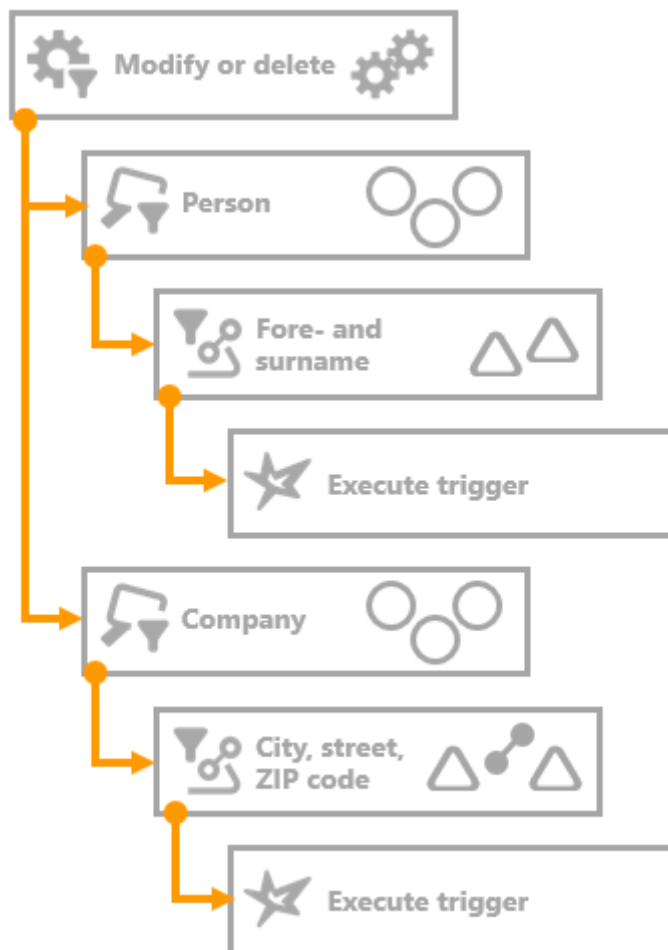 Modify or delete
Person
Fore- and
surname
Execute trigger
Company
City, street,
ZIP code
Execute trigger